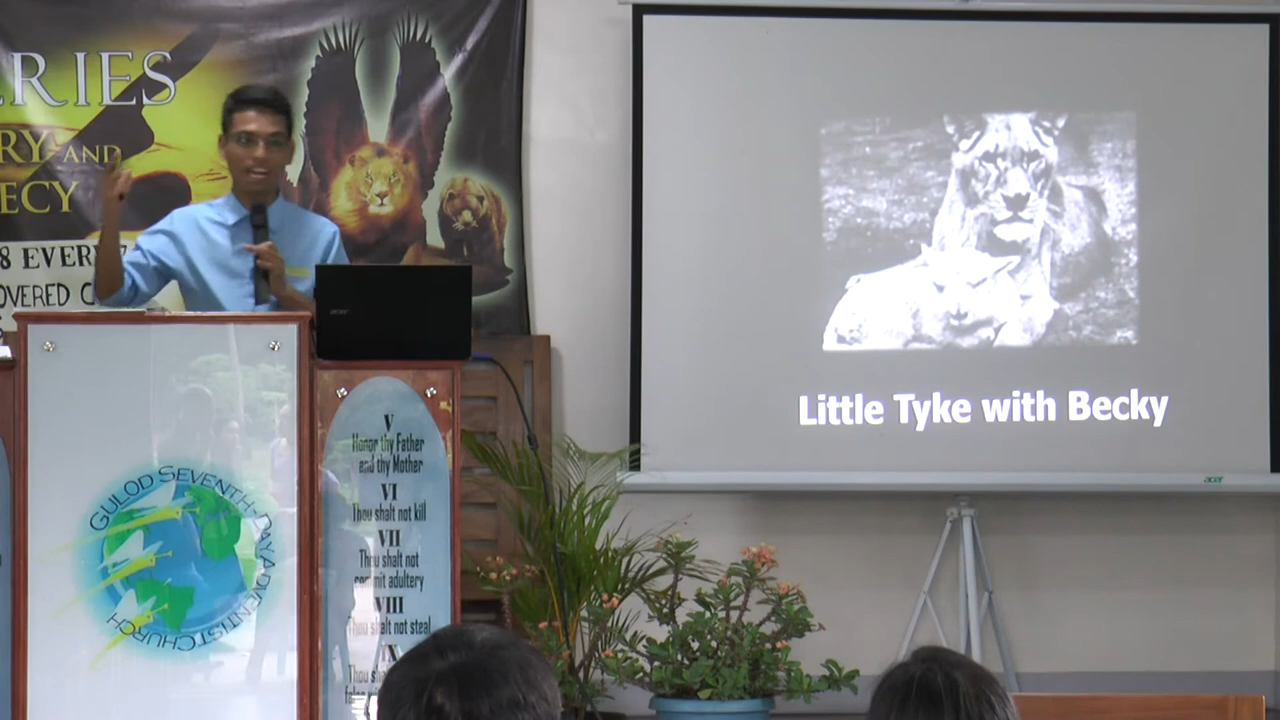 ERIES
RY AND
ECY
8 EVERY
OVERED
acer
Little Tyke with Becky
acer
V
Honor thy Father
and thy Mother
VI
Thou shalt not kill
VII
Thou shalt not
commit adultery
VIII
Thou shalt not steal
GULOD SEVENTH-DAY ADVENTIST CHURCH